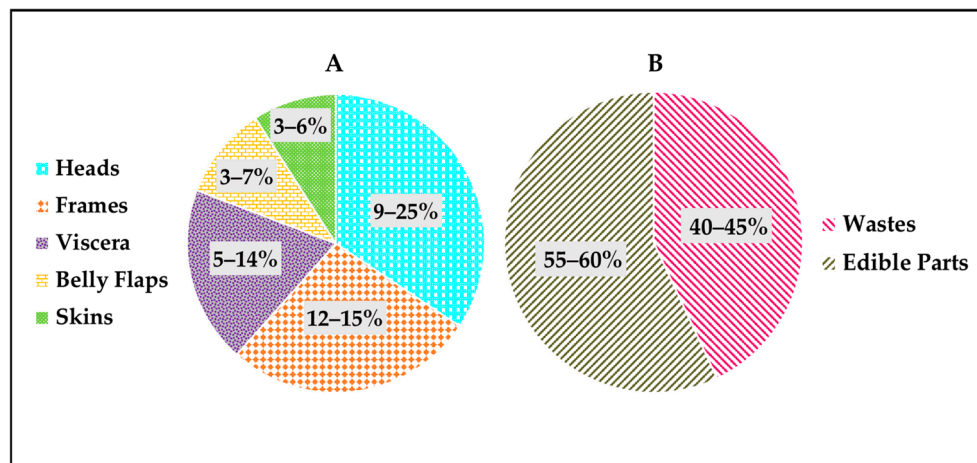 A
B
Heads
Frames
Viscera
Belly Flaps
Skins
3–6%
3–7%
9–25%
5–14%
12–15%
40–45%
55–60%
Wastes
Edible Parts